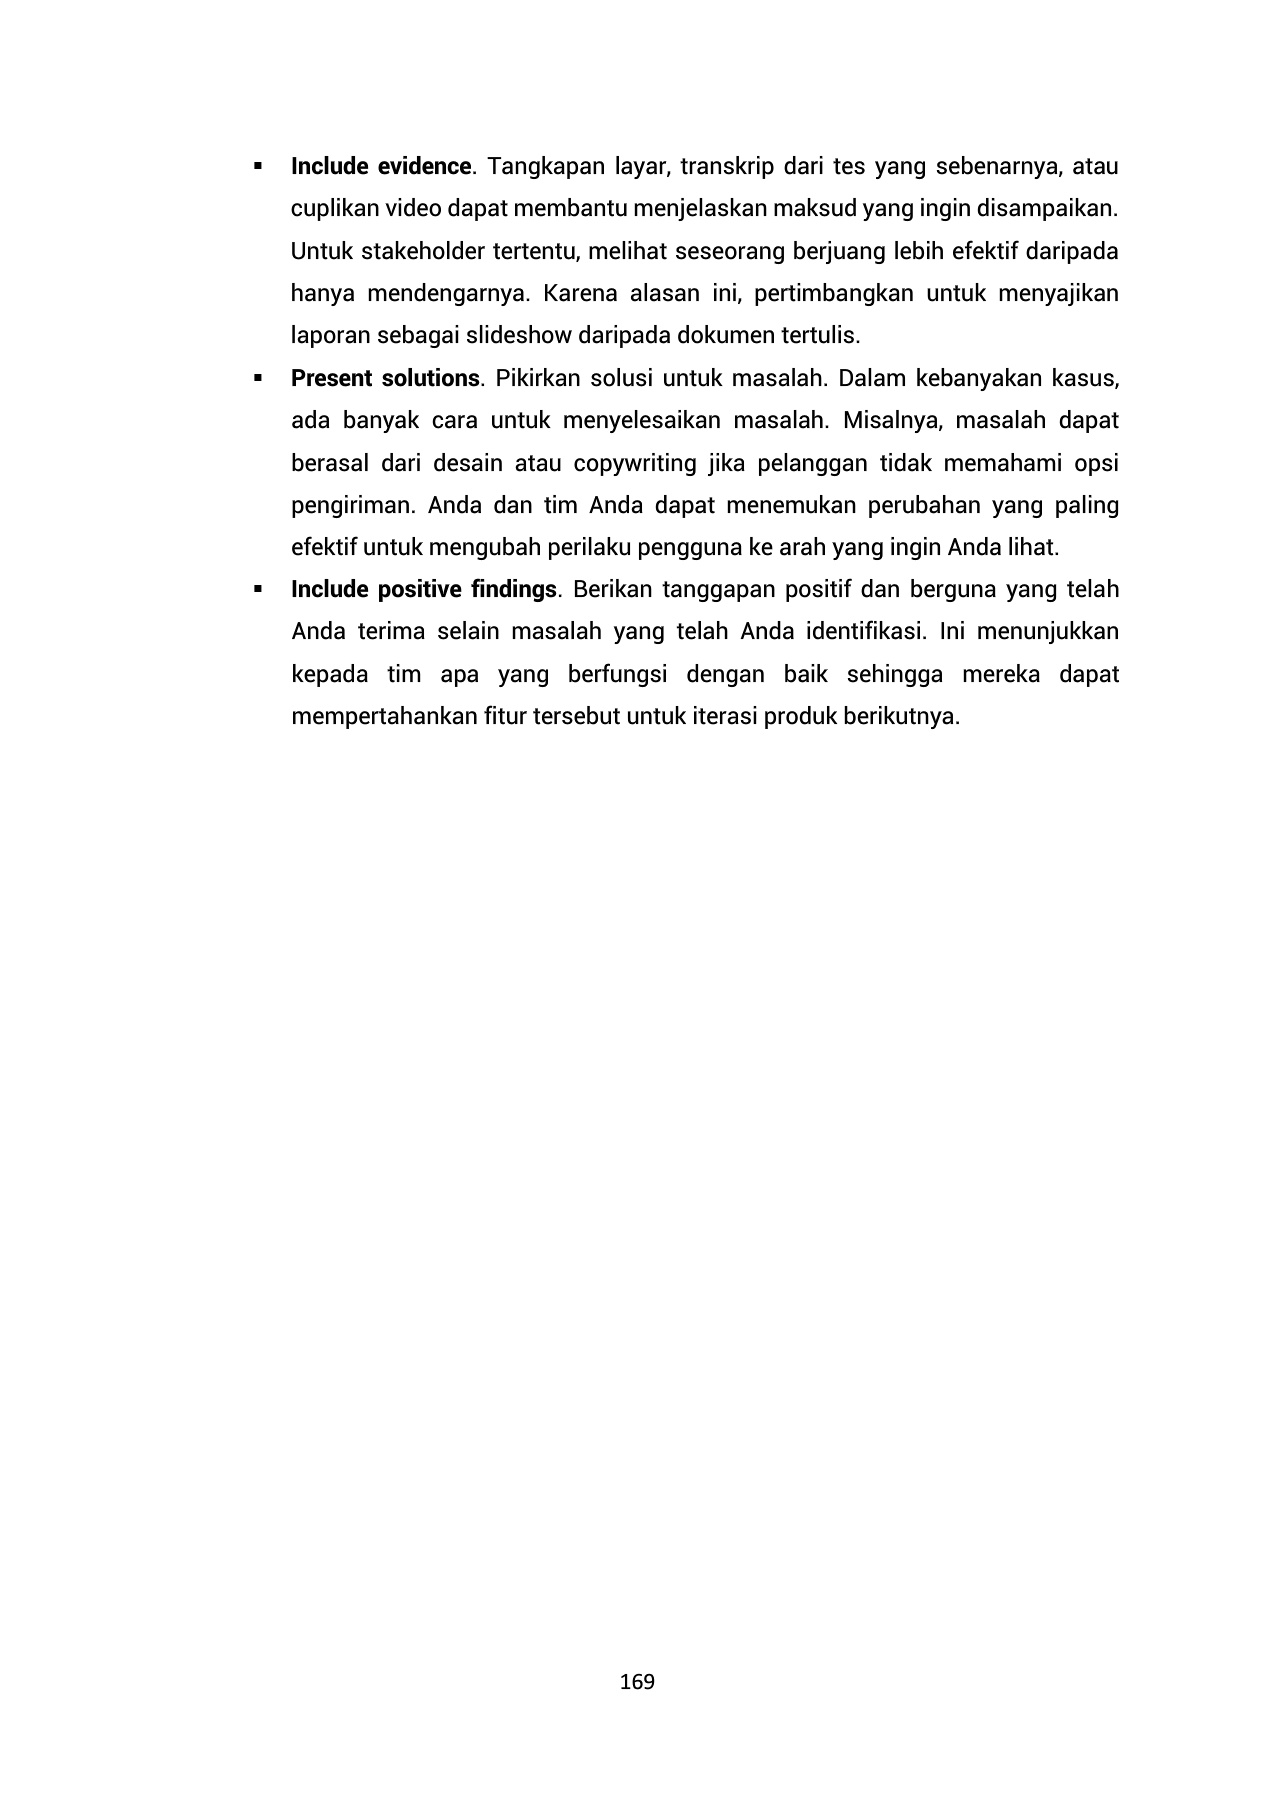 ▪ Include evidence. Tangkapan layar, transkrip dari tes yang sebenarnya, atau
cuplikan video dapat membantu menjelaskan maksud yang ingin disampaikan.
Untuk stakeholder tertentu, melihat seseorang berjuang lebih efektif daripada
hanya mendengarnya. Karena alasan ini, pertimbangkan untuk menyajikan
laporan sebagai slideshow daripada dokumen tertulis.
▪ Present solutions. Pikirkan solusi untuk masalah. Dalam kebanyakan kasus,
ada banyak cara untuk menyelesaikan masalah. Misalnya, masalah dapat
berasal dari desain atau copywriting jika pelanggan tidak memahami opsi
pengiriman. Anda dan tim Anda dapat menemukan perubahan yang paling
efektif untuk mengubah perilaku pengguna ke arah yang ingin Anda lihat.
▪ Include positive findings. Berikan tanggapan positif dan berguna yang telah
Anda terima selain masalah yang telah Anda identifikasi. Ini menunjukkan
kepada tim apa yang berfungsi dengan baik sehingga mereka dapat
mempertahankan fitur tersebut untuk iterasi produk berikutnya.
169